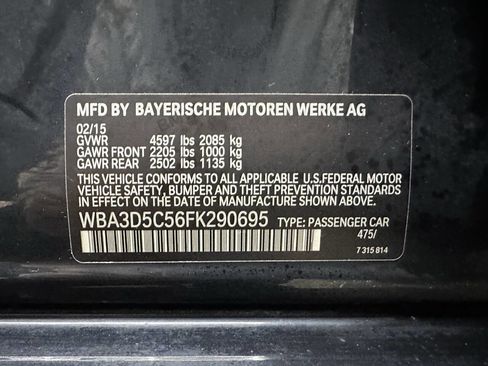 MFD BY BAYERISCHE MOTOREN WERKE AG
02/15
GVWR 4597 lbs 2085 kg
GAWR FRONT 2205 lbs 1000 kg
GAWR REAR 2502 lbs 1135 kg
THIS VEHICLE CONFORMS TO ALL APPLICABLE U.S.FEDERAL MOTOR
VEHICLE SAFETY, BUMPER AND THEFT PREVENTION STANDARDS
IN EFFECT ON THE DATE OF MANUFACTURE SHOWN ABOVE.
WBA3D5C56FK290695 TYPE: PASSENGER CAR
475/
7 315 814